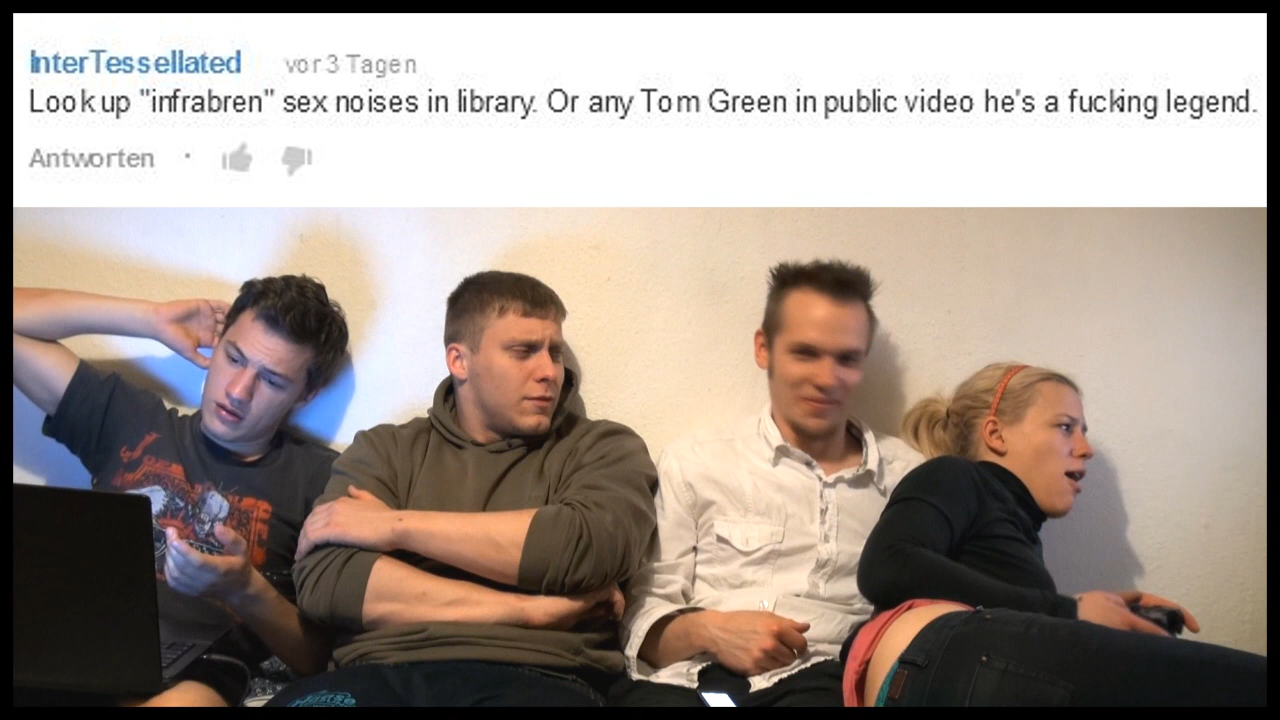 InterTessellated vor 3 Tagen
Look up "infrabren" sex noises in library. Or any Tom Green in public video he's a fucking legend.
Antworten ·